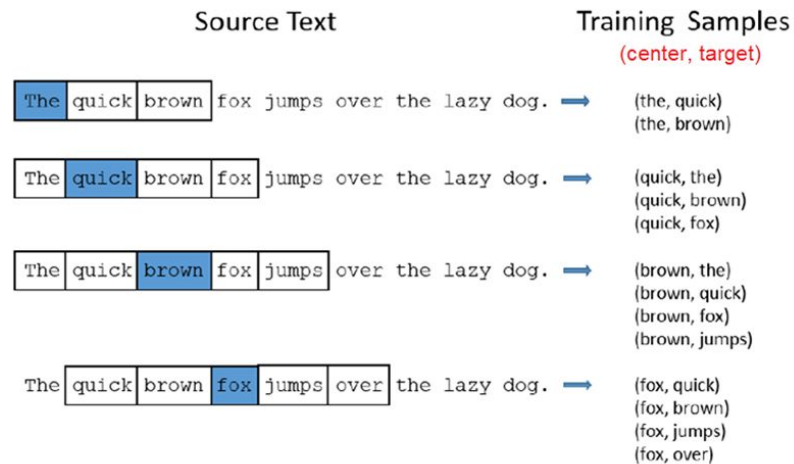 Source Text
Training Samples
(center, target)
The quick brown fox jumps over the lazy dog.
(the, quick)
(the, brown)
The quick brown fox jumps over the lazy dog.
(quick, the)
(quick, brown)
(quick, fox)
The quick brown fox jumps over the lazy dog.
(brown, the)
(brown, quick)
(brown, fox)
(brown, jumps)
The quick brown fox jumps over the lazy dog.
(fox, quick)
(fox, brown)
(fox, jumps)
(fox, over)